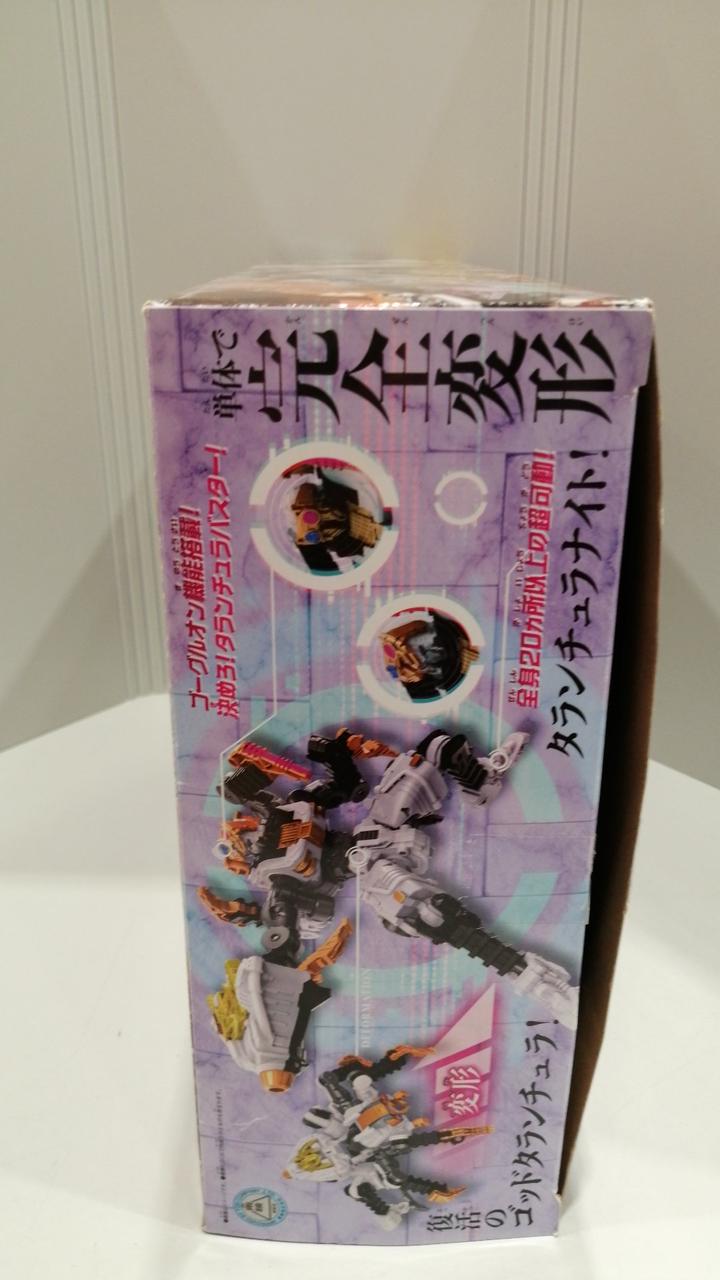 単体で
完全変形
ゴーグルオン機能搭載!
決めろ!タランチュラバスター!
全身20カ所以上の超可動!
タランチュラナイト!
DEFORMATION
変形
復活の
ゴッドタランチュラ!